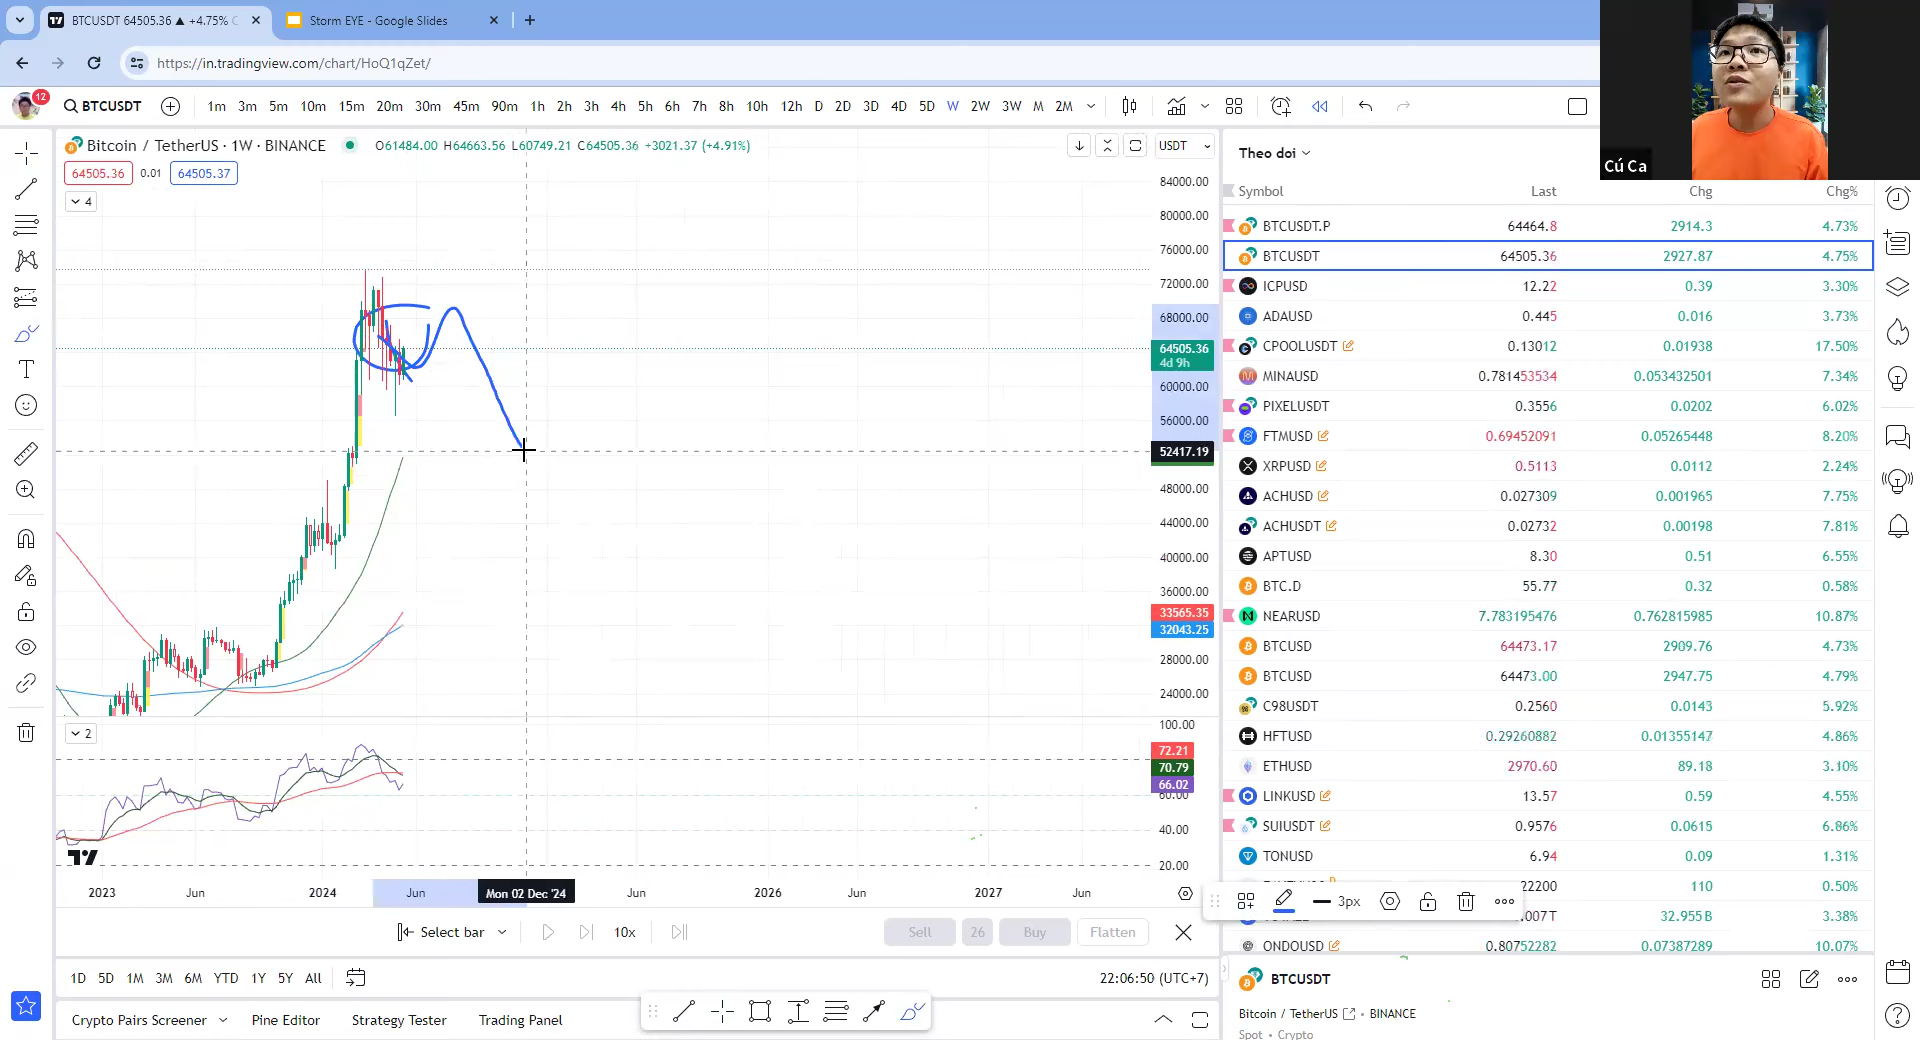 BTCUSDT 64505.36 ▲ +4.75%
Storm EYE - Google Slides
https://in.tradingview.com/chart/HoQ1qZet/
12
BTCUSDT
1m 3m 5m 10m 15m 20m 30m 45m 90m 1h 2h 3h 4h 5h 6h 7h 8h 10h 12h D 2D 3D 4D 5D W 2W 3W M 2M
Bitcoin / TetherUS · 1W · BINANCE
O61484.00 H64663.56 L60749.21 C64505.36 +3021.37 (+4.91%)
USDT
64505.36 0.01 64505.37
4
84000.00
80000.00
76000.00
72000.00
68000.00
64505.36
4d 9h
60000.00
56000.00
52417.19
48000.00
44000.00
40000.00
36000.00
33565.35
32043.25
28000.00
24000.00
2
100.00
72.21
70.79
66.02
60.00
40.00
20.00
2023 Jun 2024 Jun Mon 02 Dec '24 Jun 2026 Jun 2027 Jun
Select bar 10x Sell 26 Buy Flatten
1D 5D 1M 3M 6M YTD 1Y 5Y All
22:06:50 (UTC+7)
Crypto Pairs Screener Pine Editor Strategy Tester Trading Panel
Cú Ca
Theo doi
Symbol Last Chg Chg%
BTCUSDT.P 64464.8 2914.3 4.73%
BTCUSDT 64505.36 2927.87 4.75%
ICPUSD 12.22 0.39 3.30%
ADAUSD 0.445 0.016 3.73%
CPOOLUSDT 0.13012 0.01938 17.50%
MINAUSD 0.781453534 0.053432501 7.34%
PIXELUSDT 0.3556 0.0202 6.02%
FTMUSD 0.69452091 0.05265448 8.20%
XRPUSD 0.5113 0.0112 2.24%
ACHUSD 0.027309 0.001965 7.75%
ACHUSDT 0.02732 0.00198 7.81%
APTUSD 8.30 0.51 6.55%
BTC.D 55.77 0.32 0.58%
NEARUSD 7.783195476 0.762815985 10.87%
BTCUSD 64473.17 2909.76 4.73%
BTCUSD 64473.00 2947.75 4.79%
C98USDT 0.2560 0.0143 5.92%
HFTUSD 0.29260882 0.01355147 4.86%
ETHUSD 2970.60 89.18 3.10%
LINKUSD 13.57 0.59 4.55%
SUIUSDT 0.9576 0.0615 6.86%
TONUSD 6.94 0.09 1.31%
22200 110 0.50%
3px
.007T 32.955B 3.38%
ONDOUSD 0.80752282 0.07387289 10.07%
BTCUSDT
Bitcoin / TetherUS • BINANCE
Spot • Crypto